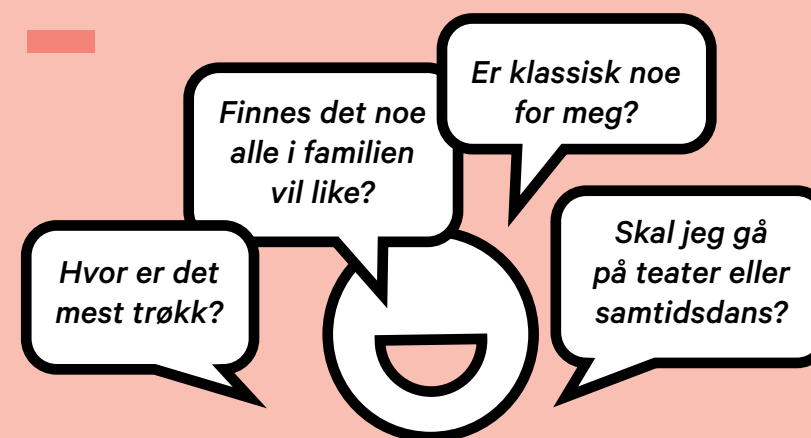 Er klassisk noe
for meg?
Finnes det noe
alle i familien
vil like?
Skal jeg gå
på teater eller
samtidsdans?
Hvor er det
mest trøkk?